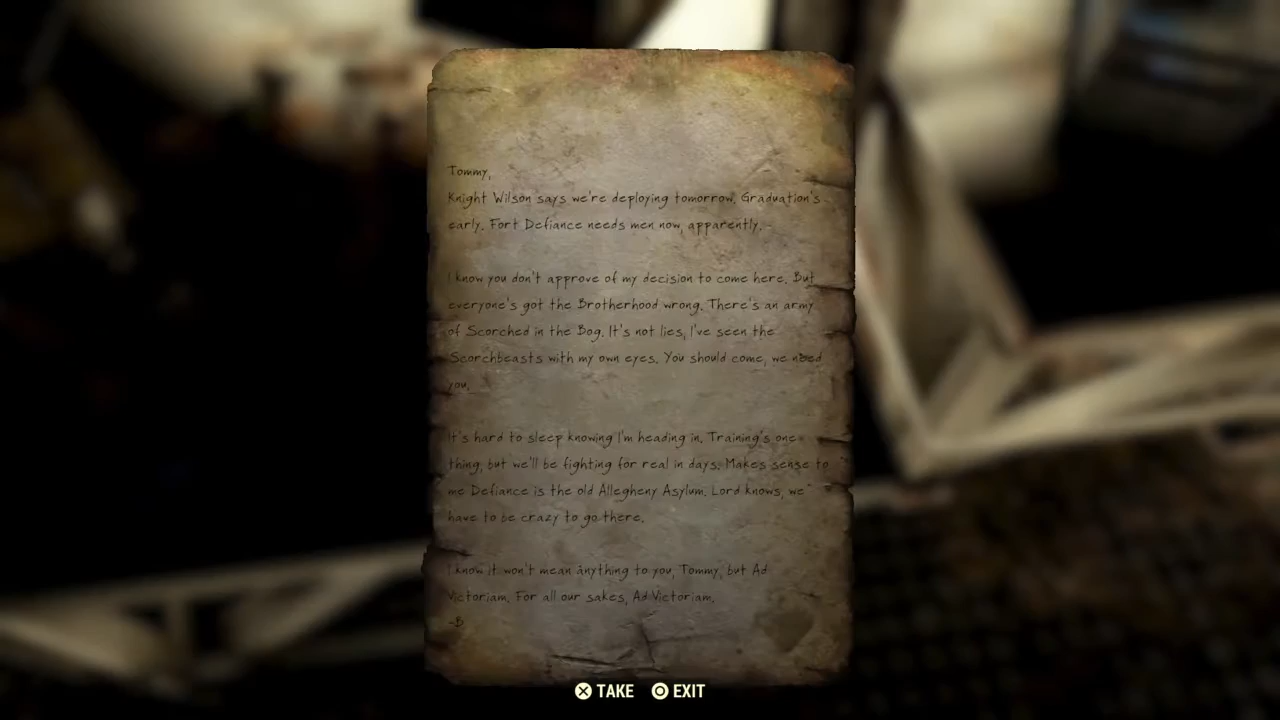 Tommy,
Knight Wilson says we're deploying tomorrow. Graduation's
early. Fort Defiance needs men now, apparently.
I know you don't approve of my decision to come here. But
everyone's got the Brotherhood wrong. There's an army
of Scorched in the Bog. It's not lies, I've seen the
Scorchbeasts with my own eyes. You should come, we need
you.
It's hard to sleep knowing I'm heading in. Training's one
thing, but we'll be fighting for real in days. Makes sense to
me Defiance is the old Allegheny Asylum. Lord knows, we
have to be crazy to go there.
I know it won't mean anything to you, Tommy, but Ad
Victoriam. For all our sakes, Ad Victoriam.
-B
TAKE EXIT